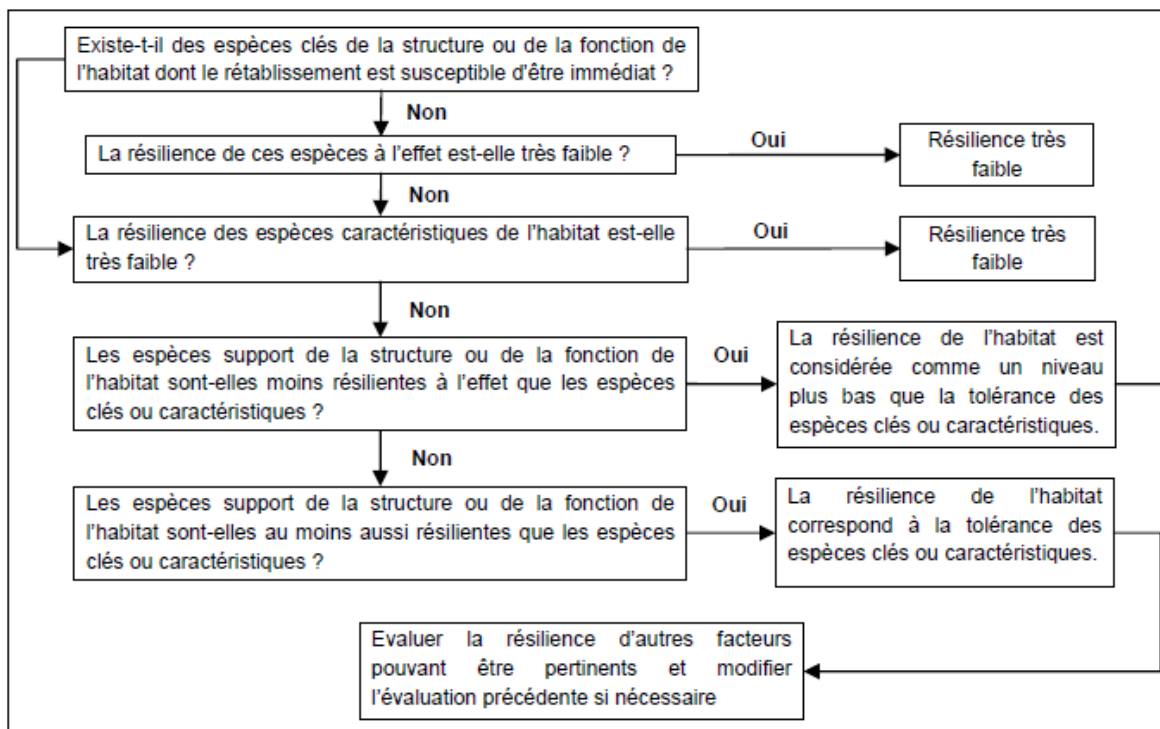 Existe-t-il des espèces clés de la structure ou de la fonction de
l'habitat dont le rétablissement est susceptible d'être immédiat ?
Non
La résilience de ces espèces à l'effet est-elle très faible ?
Oui
Résilience très
faible
Non
La résilience des espèces caractéristiques de l'habitat est-elle
très faible ?
Oui
Résilience très
faible
Non
Les espèces support de la structure ou de la fonction de
l'habitat sont-elles moins résilientes à l'effet que les espèces
clés ou caractéristiques ?
Oui
La résilience de l'habitat est
considérée comme un niveau
plus bas que la tolérance des
espèces clés ou caractéristiques.
Non
Les espèces support de la structure ou de la fonction de
l'habitat sont-elles au moins aussi résilientes que les espèces
clés ou caractéristiques ?
Oui
La résilience de l'habitat
correspond à la tolérance des
espèces clés ou caractéristiques.
Evaluer la résilience d'autres facteurs
pouvant être pertinents et modifier
l'évaluation précédente si nécessaire